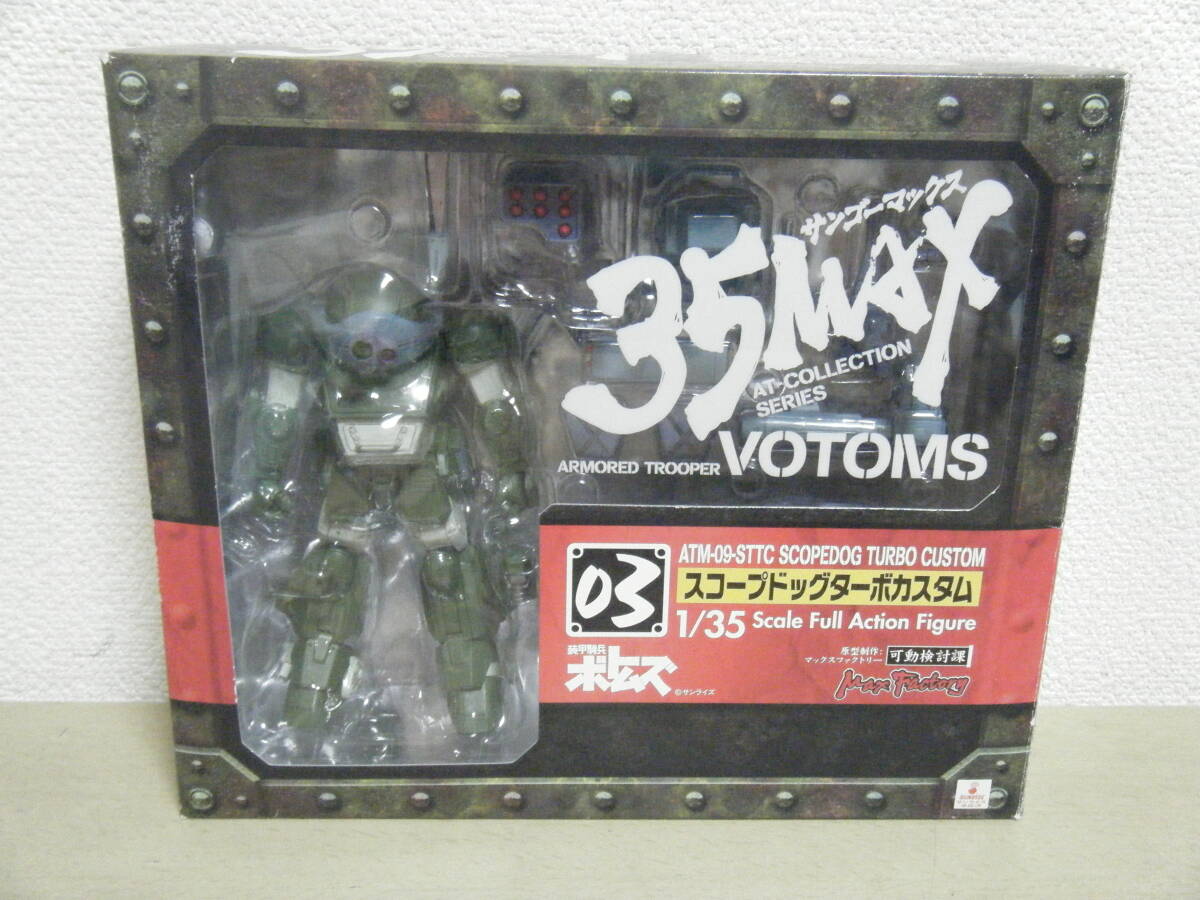 サンゴーマックス
35MAX
AT-COLLECTION
SERIES
ARMORED TROOPER VOTOMS
03
ATM-09-STTC SCOPEDOG TURBO CUSTOM
スコープドッグターボカスタム
1/35 Scale Full Action Figure
装甲騎兵
ボトムズ
©サンライズ
原型制作:
マックスファクトリー
可動検討課
Max Factory
SUNRISE